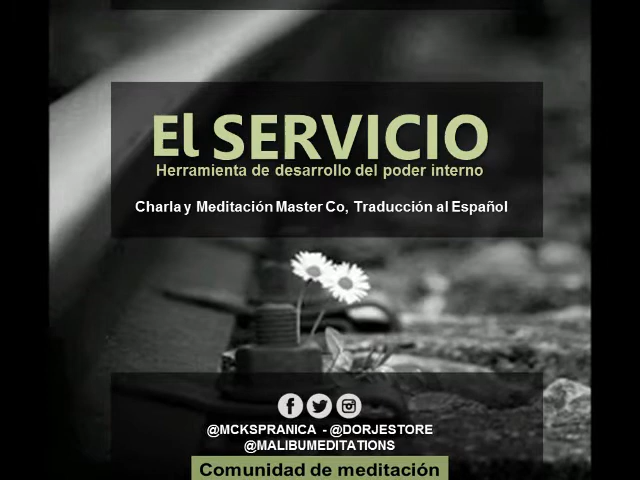 El SERVICIO
Herramienta de desarrollo del poder interno
Charla y Meditación Master Co, Traducción al Español
@MCKSPRANICA - @DORJESTORE
@MALIBUMEDITATIONS
Comunidad de meditación